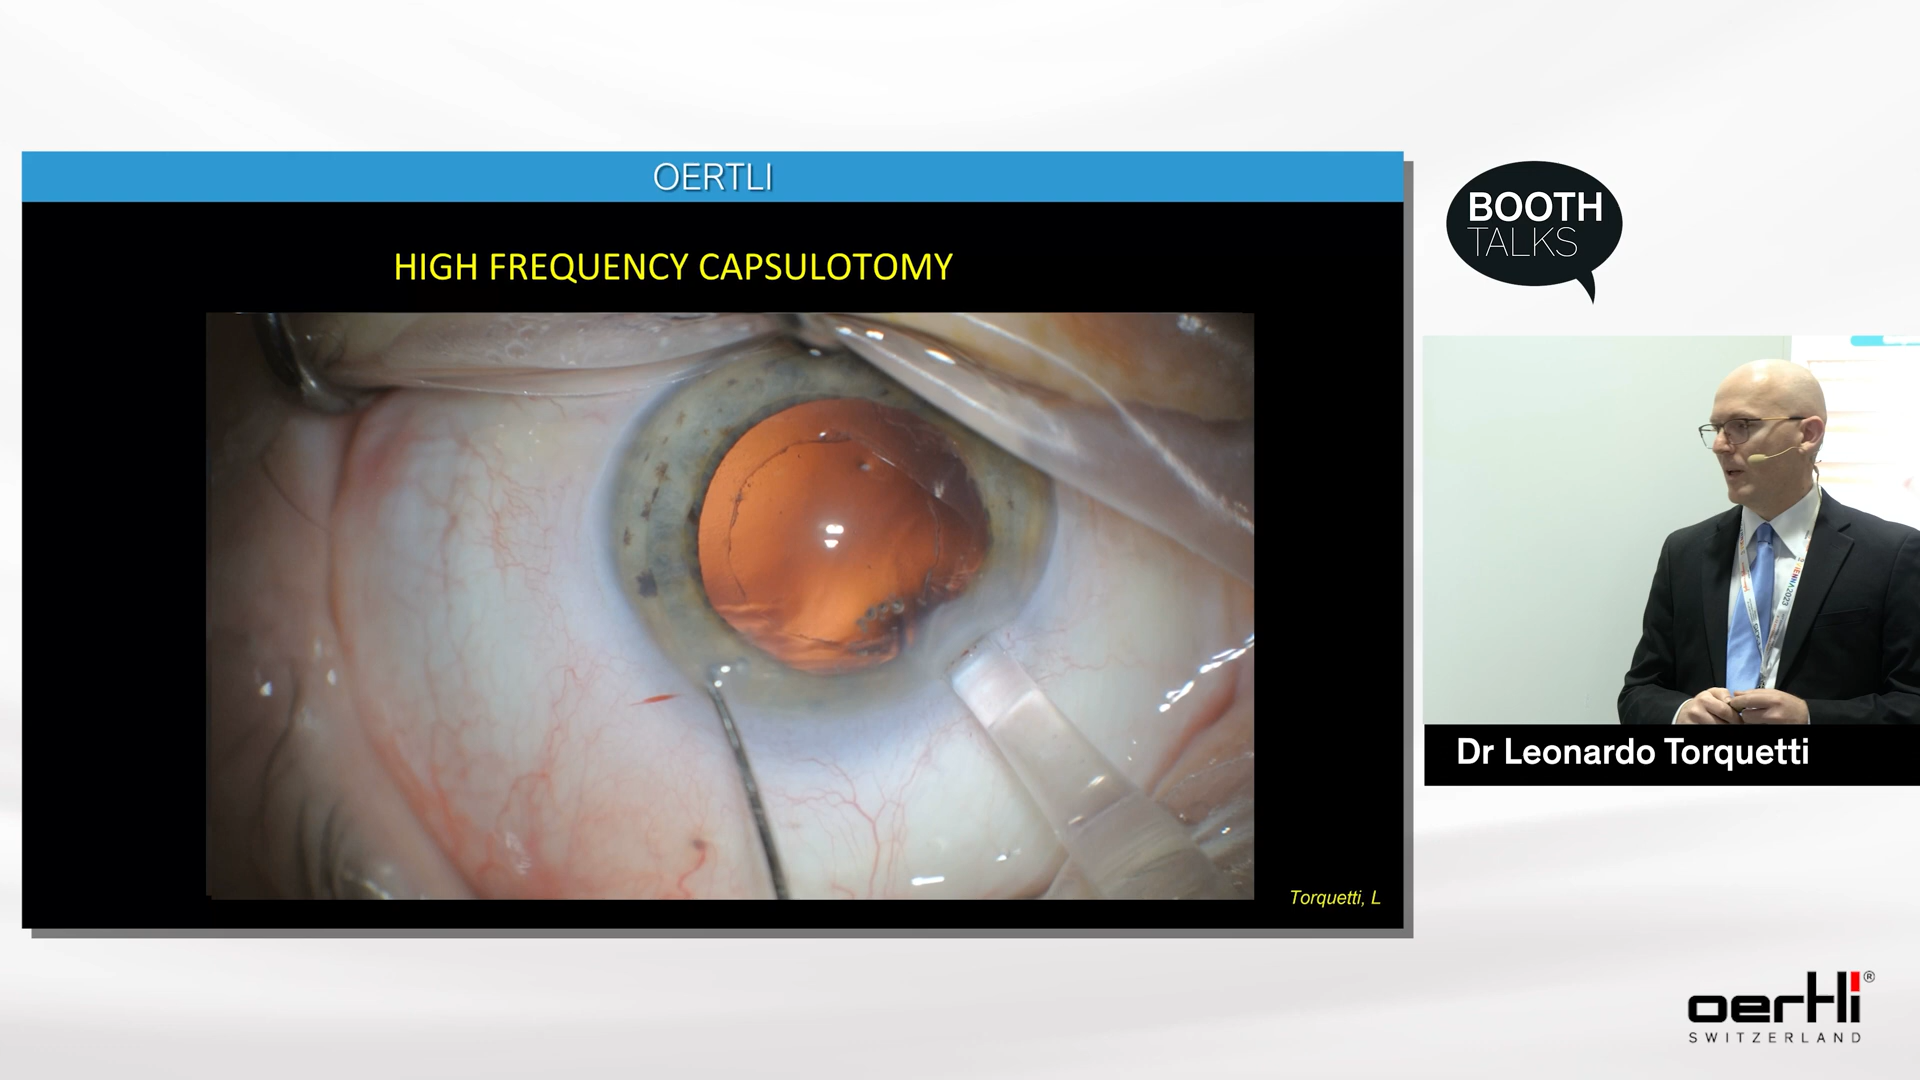 OERTLI
HIGH FREQUENCY CAPSULOTOMY
Torquetti, L
BOOTH
TALKS
Dr Leonardo Torquetti
oertli®
SWITZERLAND